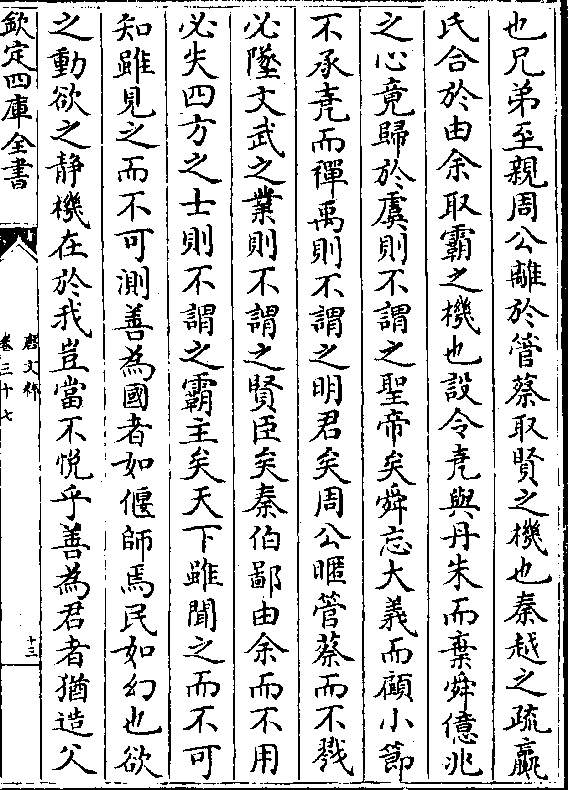 也兄弟至親周公離於管蔡取賢之機也秦越之疏嬴
氏合於由余取霸之機也設令堯與丹朱而棄舜億兆
之心竟歸於虞則不謂之聖帝矣舜忘大義而顧小節
不承堯而禪禹則不謂之明君矣周公暱管蔡而不戮
必墜文武之業則不謂之賢臣矣秦伯鄙由余而不用
必失四方之士則不謂之霸主矣天下雖聞之而不可
知雖見之而不可測善為國者如偃師焉民如幻也欲
之動欲之静機在於我豈當不悦乎善為君者猶造父
欽定四庫全書
唐文粹
卷三十七
十三